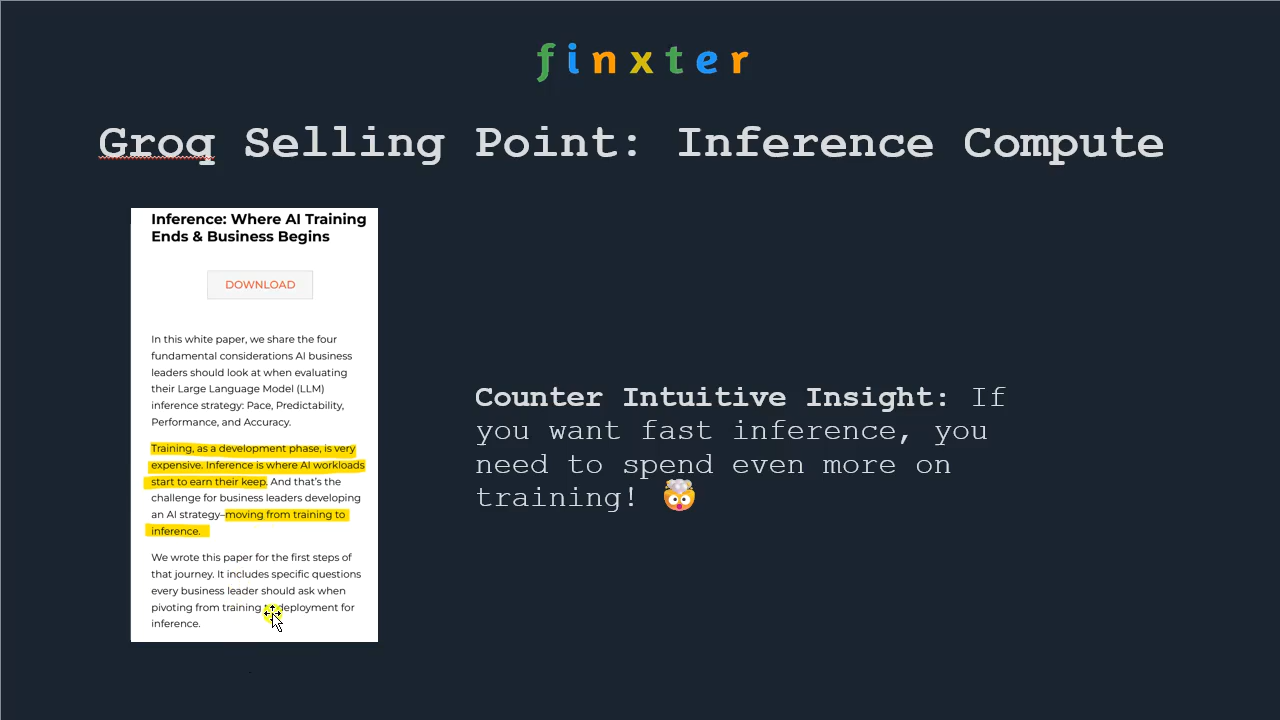 finxter
Groq Selling Point: Inference Compute
Inference: Where AI Training
Ends & Business Begins
DOWNLOAD
In this white paper, we share the four
fundamental considerations AI business
leaders should look at when evaluating
their Large Language Model (LLM)
inference strategy: Pace, Predictability,
Performance, and Accuracy.
Training, as a development phase, is very
expensive. Inference is where AI workloads
start to earn their keep. And that's the
challenge for business leaders developing
an AI strategy–moving from training to
inference.
We wrote this paper for the first steps of
that journey. It includes specific questions
every business leader should ask when
pivoting from training deployment for
inference.
Counter Intuitive Insight: If
you want fast inference, you
need to spend even more on
training! 🤯